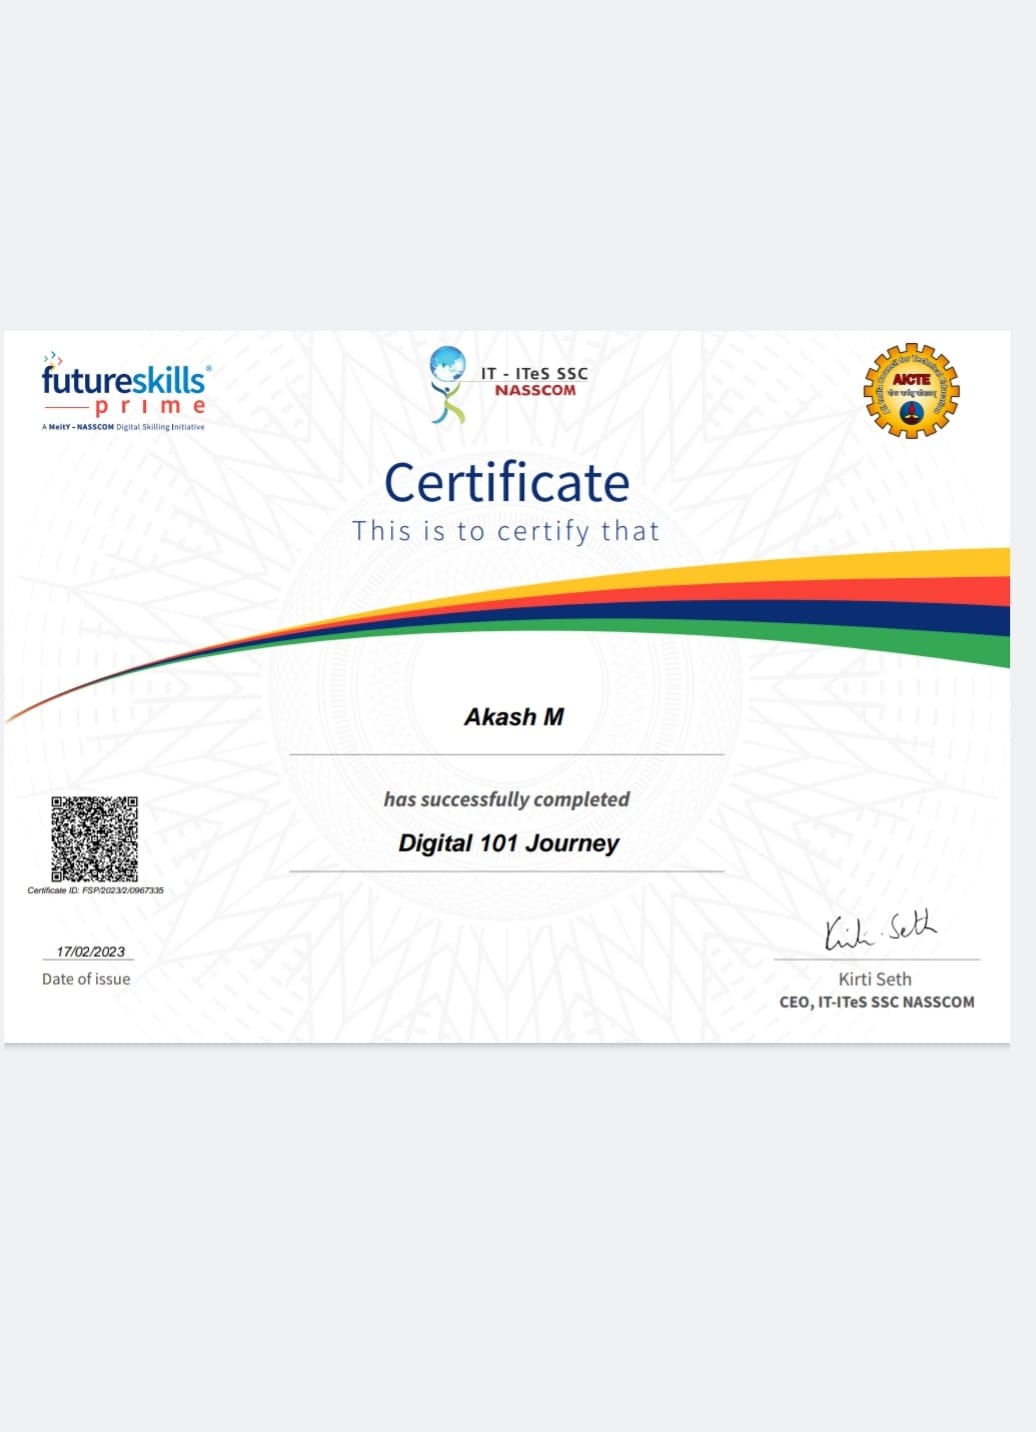 futureskills®
prime
A MeitY – NASSCOM Digital Skilling Initiative
IT - ITeS SSC
NASSCOM
All India Council for Technical Education
AICTE
Certificate
This is to certify that
Akash M
has successfully completed
Digital 101 Journey
Certificate ID: FSP/2023/2/0967335
17/02/2023
Date of issue
Kirti Seth
Kirti Seth
CEO, IT-ITeS SSC NASSCOM